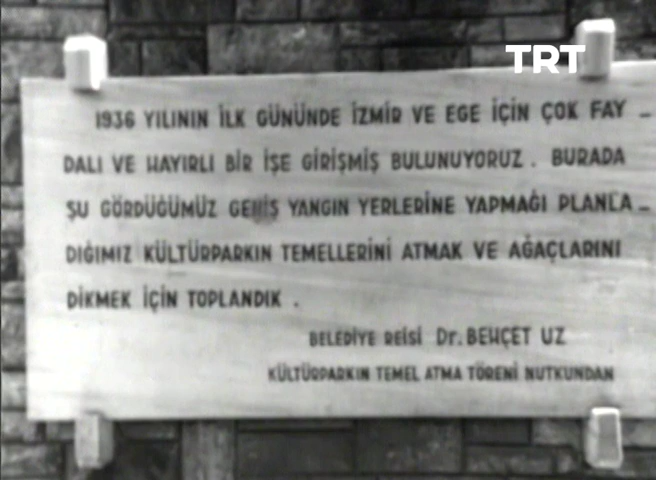 TRT
1936 YILININ İLK GÜNÜNDE İZMİR VE EGE İÇİN ÇOK FAY -
DALI VE HAYIRLI BİR İŞE GİRİŞMİŞ BULUNUYORUZ . BURADA
ŞU GÖRDÜĞÜMÜZ GENİŞ YANGIN YERLERİNE YAPMAĞI PLANLA -
DIĞIMIZ KÜLTÜRPARKIN TEMELLERİNİ ATMAK VE AĞAÇLARINI
DİKMEK İÇİN TOPLANDIK .
BELEDİYE REİSİ Dr. BEHÇET UZ
KÜLTÜRPARKIN TEMEL ATMA TÖRENİ NUTKUNDAN